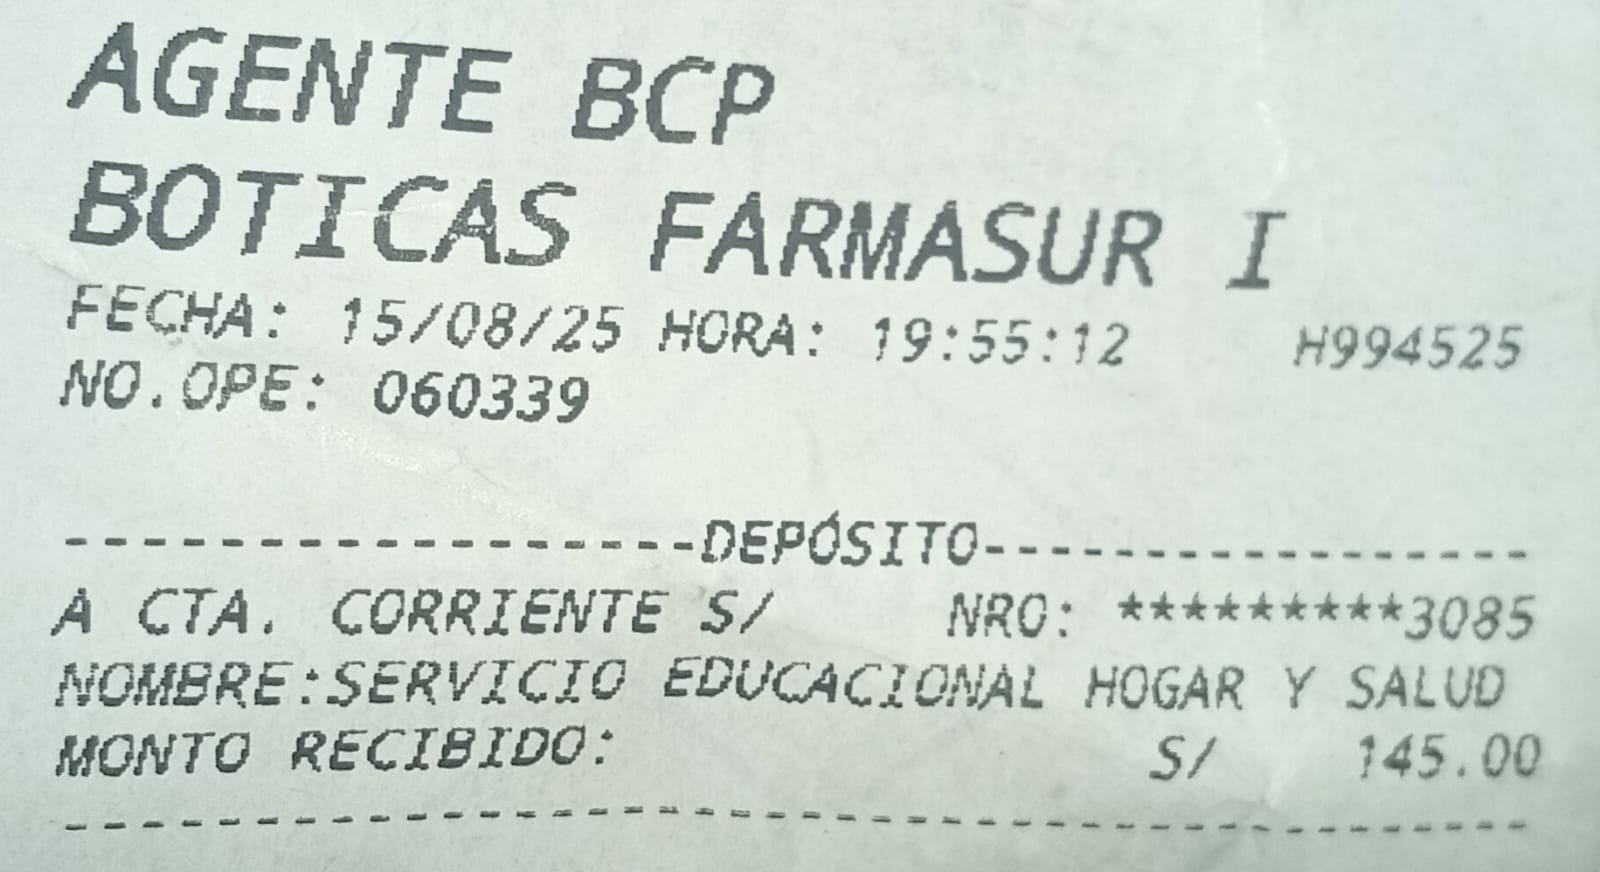 AGENTE BCP
BOTICAS FARMASUR I
FECHA: 15/08/25 HORA: 19:55:12 H994525
NO.OPE: 060339
------------------DEPÓSITO----------------
A CTA. CORRIENTE S/ NRO: *********3085
NOMBRE:SERVICIO EDUCACIONAL HOGAR Y SALUD
MONTO RECIBIDO: S/ 145.00
------------------------------------------